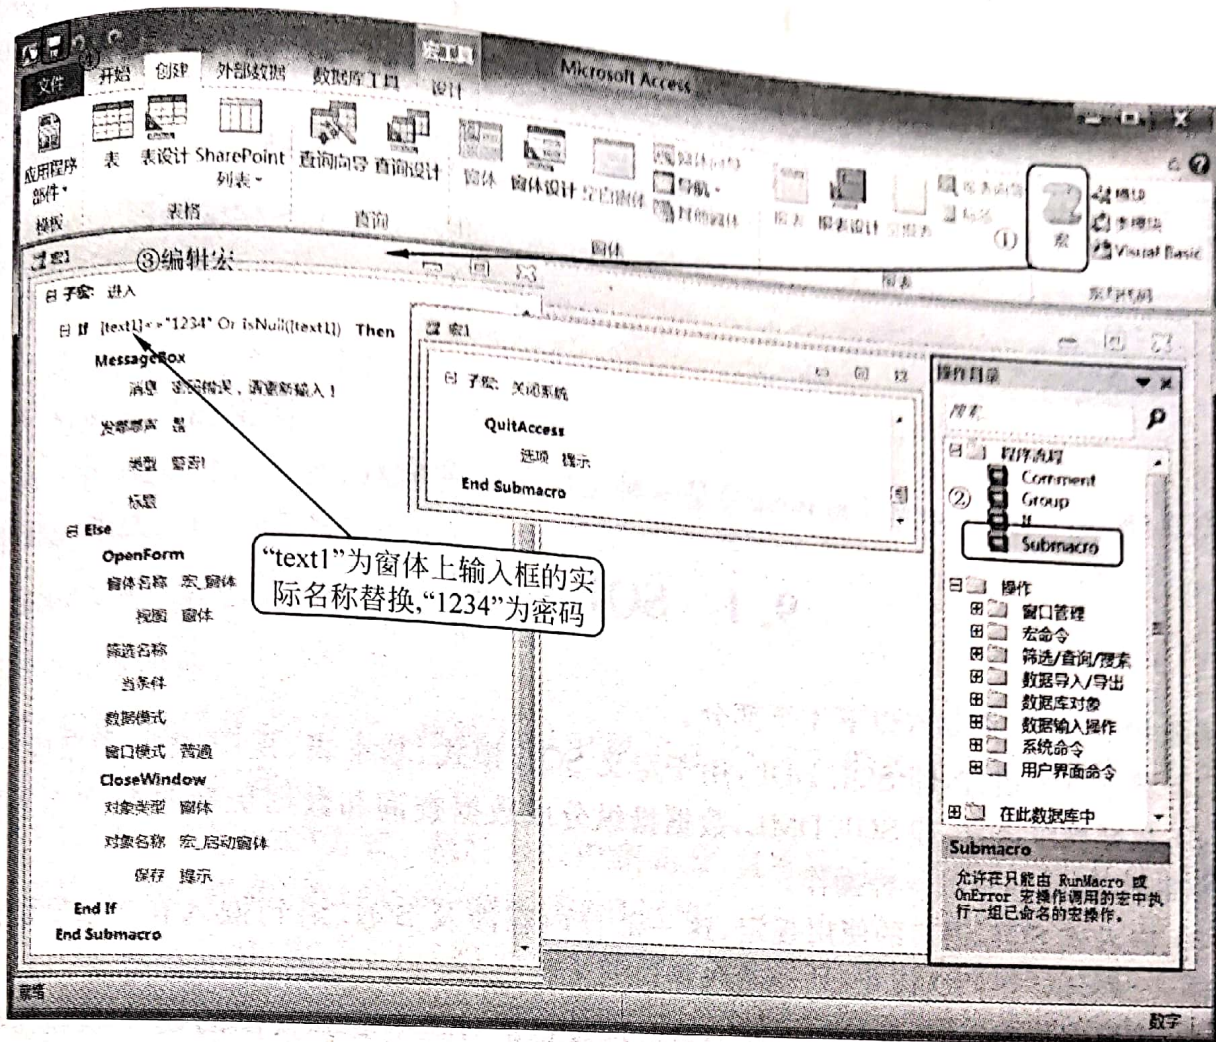 ④
文件 开始 创建 外部数据 数据库工具 宏工具 设计 Microsoft Access
应用程序部件
表
表设计
SharePoint
列表
查询向导
查询设计
窗体
窗体设计
空白窗体
导航
其他窗体
报表
报表设计
空报表
标签
宏
模块
类模块
Visual Basic
模板
表格
查询
窗体
报表
宏与代码
①
宏1
③编辑宏
子宏: 进入
If [text1]<>"1234" Or isNull([text1]) Then
MessageBox
消息 密码错误，请重新输入！
发嘟嘟声 是
类型 警告!
标题
Else
OpenForm
窗体名称 宏_窗体
视图 窗体
筛选名称
当条件
数据模式
窗口模式 普通
CloseWindow
对象类型 窗体
对象名称 宏_启动窗体
保存 提示
End If
End Submacro
宏1
子宏: 关闭系统
QuitAccess
选项 提示
End Submacro
“text1”为窗体上输入框的实
际名称替换,“1234”为密码
操作目录
搜索
程序流程
Comment
② Group
If
Submacro
操作
窗口管理
宏命令
筛选/查询/搜索
数据导入/导出
数据库对象
数据输入操作
系统命令
用户界面命令
在此数据库中
Submacro
允许在只能由 RunMacro 或
OnError 宏操作调用的宏中执
行一组已命名的宏操作。
就绪
数字